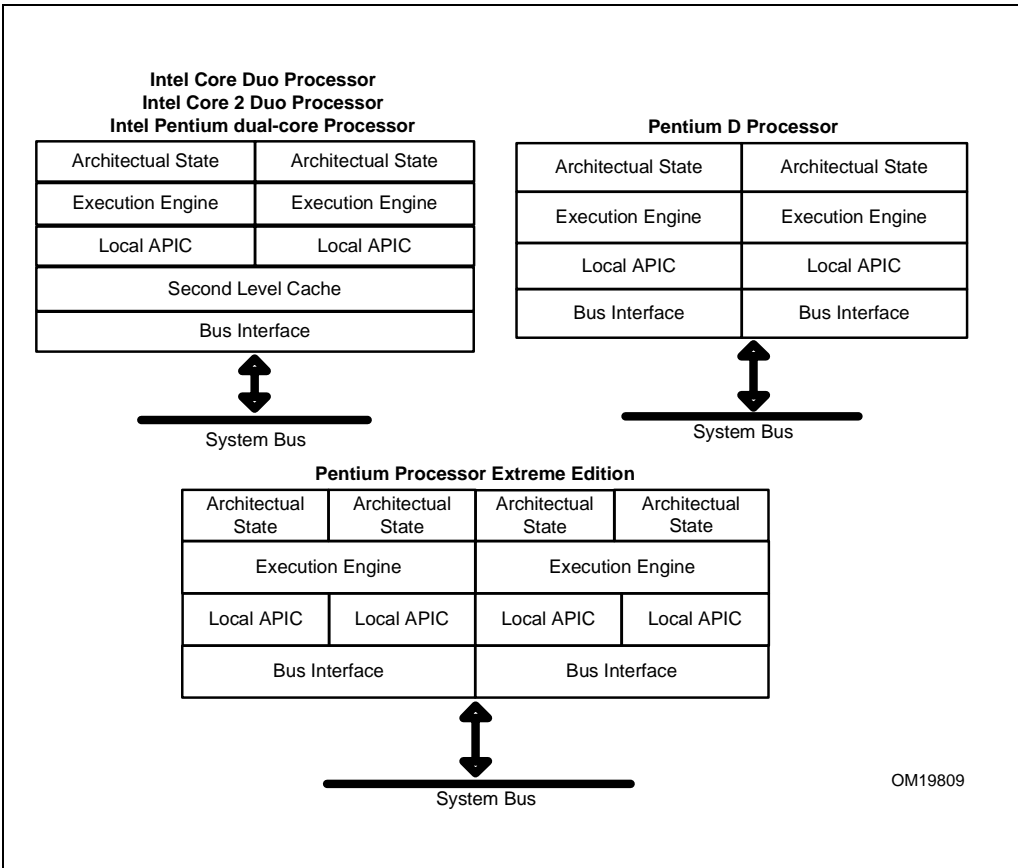 Intel Core Duo Processor
Intel Core 2 Duo Processor
Intel Pentium dual-core Processor
Architectual State Architectual State
Execution Engine Execution Engine
Local APIC Local APIC
Second Level Cache
Bus Interface
System Bus
Pentium D Processor
Architectual State Architectual State
Execution Engine Execution Engine
Local APIC Local APIC
Bus Interface Bus Interface
System Bus
Pentium Processor Extreme Edition
Architectual Architectual Architectual Architectual
State State State State
Execution Engine Execution Engine
Local APIC Local APIC Local APIC Local APIC
Bus Interface Bus Interface
System Bus
OM19809